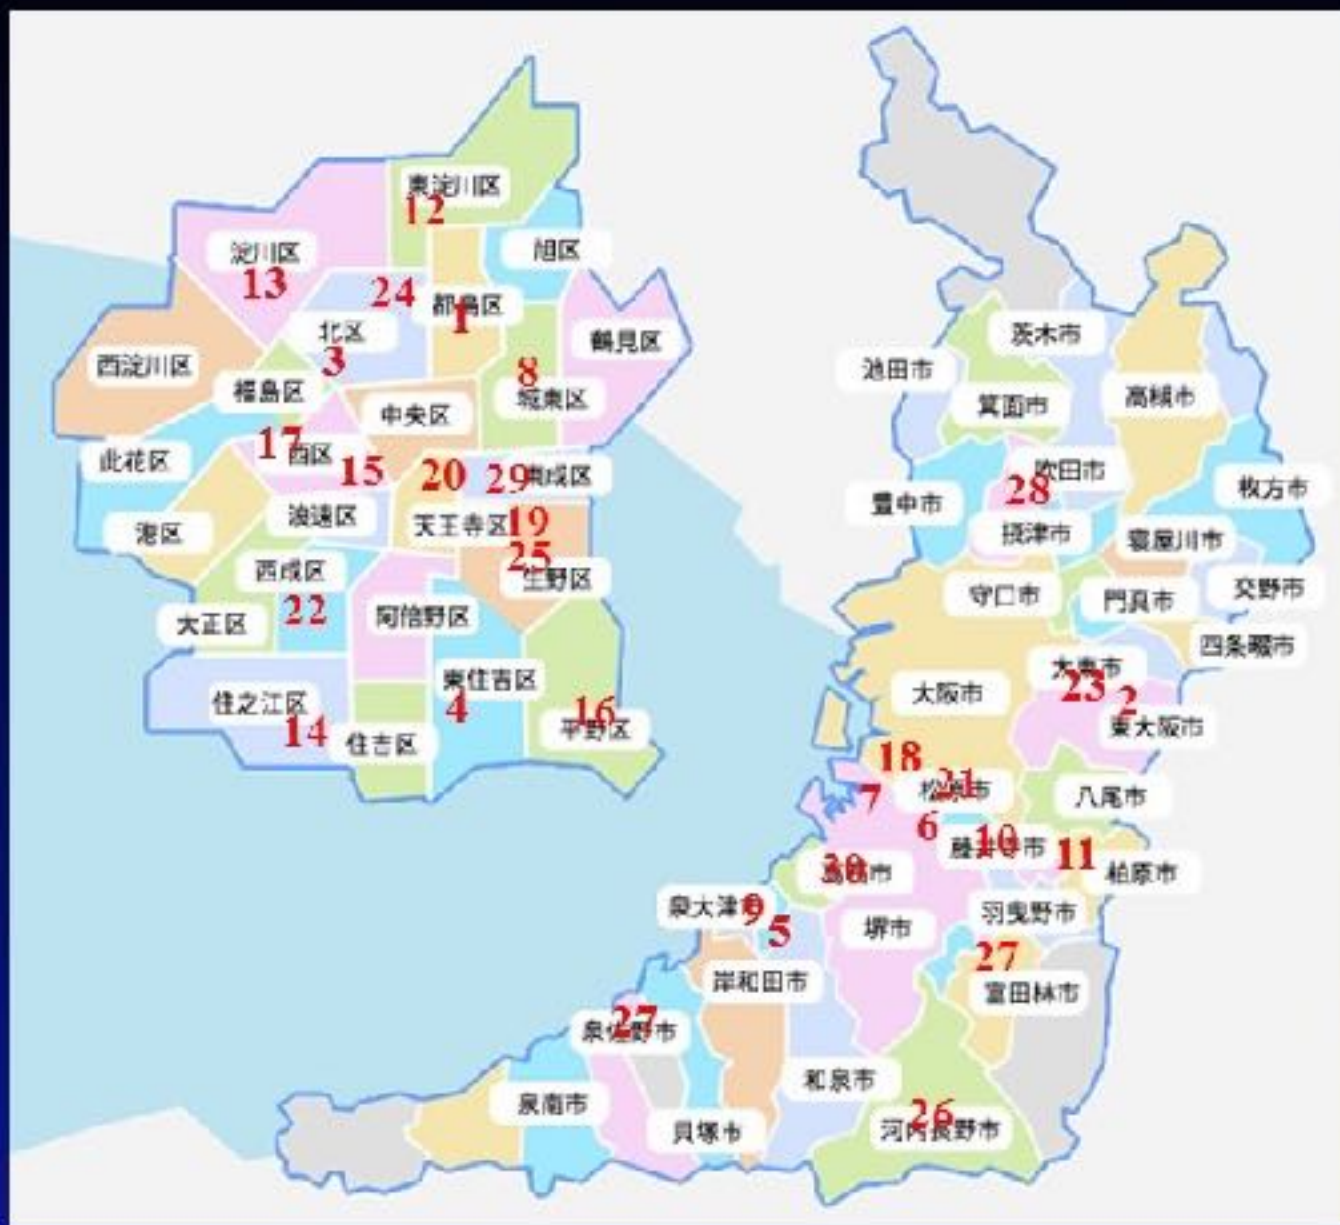 東淀川区
12
淀川区
13
旭区
24
都島区
1
北区
3
鶴見区
西淀川区
福島区
8
城東区
中央区
17
西区
此花区
15
20
29
東成区
浪速区
港区
天王寺区
19
25
生野区
西成区
22
大正区
阿倍野区
東住吉区
4
住之江区
14
住吉区
16
平野区
茨木市
池田市
箕面市
高槻市
吹田市
28
豊中市
枚方市
摂津市
寝屋川市
守口市
門真市
交野市
四条畷市
大東市
23
2
大阪市
東大阪市
18
21
松原市
7
八尾市
6
10
11
柏原市
30
泉大津市
9
5
羽曳野市
堺市
27
岸和田市
富田林市
27
泉佐野市
和泉市
泉南市
26
河内長野市
貝塚市